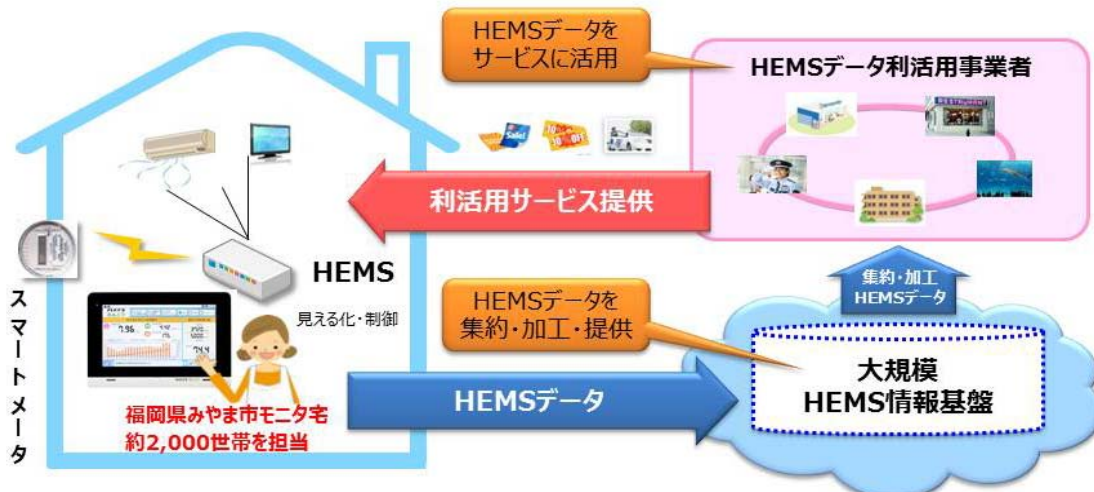 HEMSデータを
サービスに活用
HEMSデータ利活用事業者
RESTAURANT
Sale!
利活用サービス提供
HEMS
見える化・制御
スマートメータ
HEMSデータを
集約・加工・提供
集約・加工
HEMSデータ
大規模
HEMS情報基盤
HEMSデータ
福岡県みやま市モニタ宅
約2,000世帯を担当